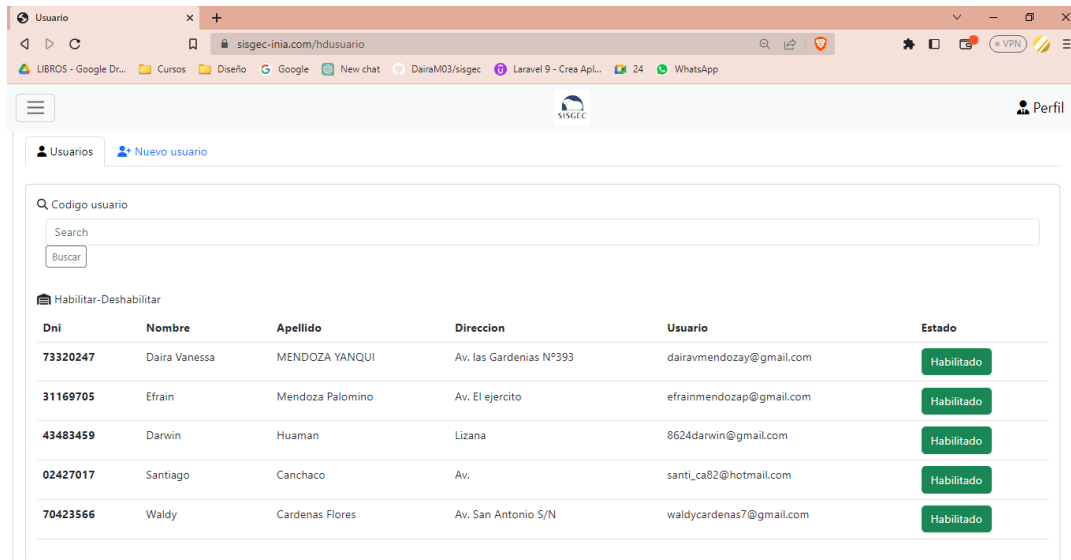 Usuario
sisgec-inia.com/hdusuario
VPN
LIBROS - Google Dr... Cursos Diseño Google New chat DairaM03/sisgec Laravel 9 - Crea Apl... 24 WhatsApp
SISGEC Perfil
Usuarios Nuevo usuario
Codigo usuario
Search
Buscar
Habilitar-Deshabilitar
Dni Nombre Apellido Direccion Usuario Estado
73320247 Daira Vanessa MENDOZA YANQUI Av. las Gardenias Nº393 dairavmendozay@gmail.com Habilitado
31169705 Efrain Mendoza Palomino Av. El ejercito efrainmendozap@gmail.com Habilitado
43483459 Darwin Huaman Lizana 8624darwin@gmail.com Habilitado
02427017 Santiago Canchaco Av. santi_ca82@hotmail.com Habilitado
70423566 Waldy Cardenas Flores Av. San Antonio S/N waldycardenas7@gmail.com Habilitado